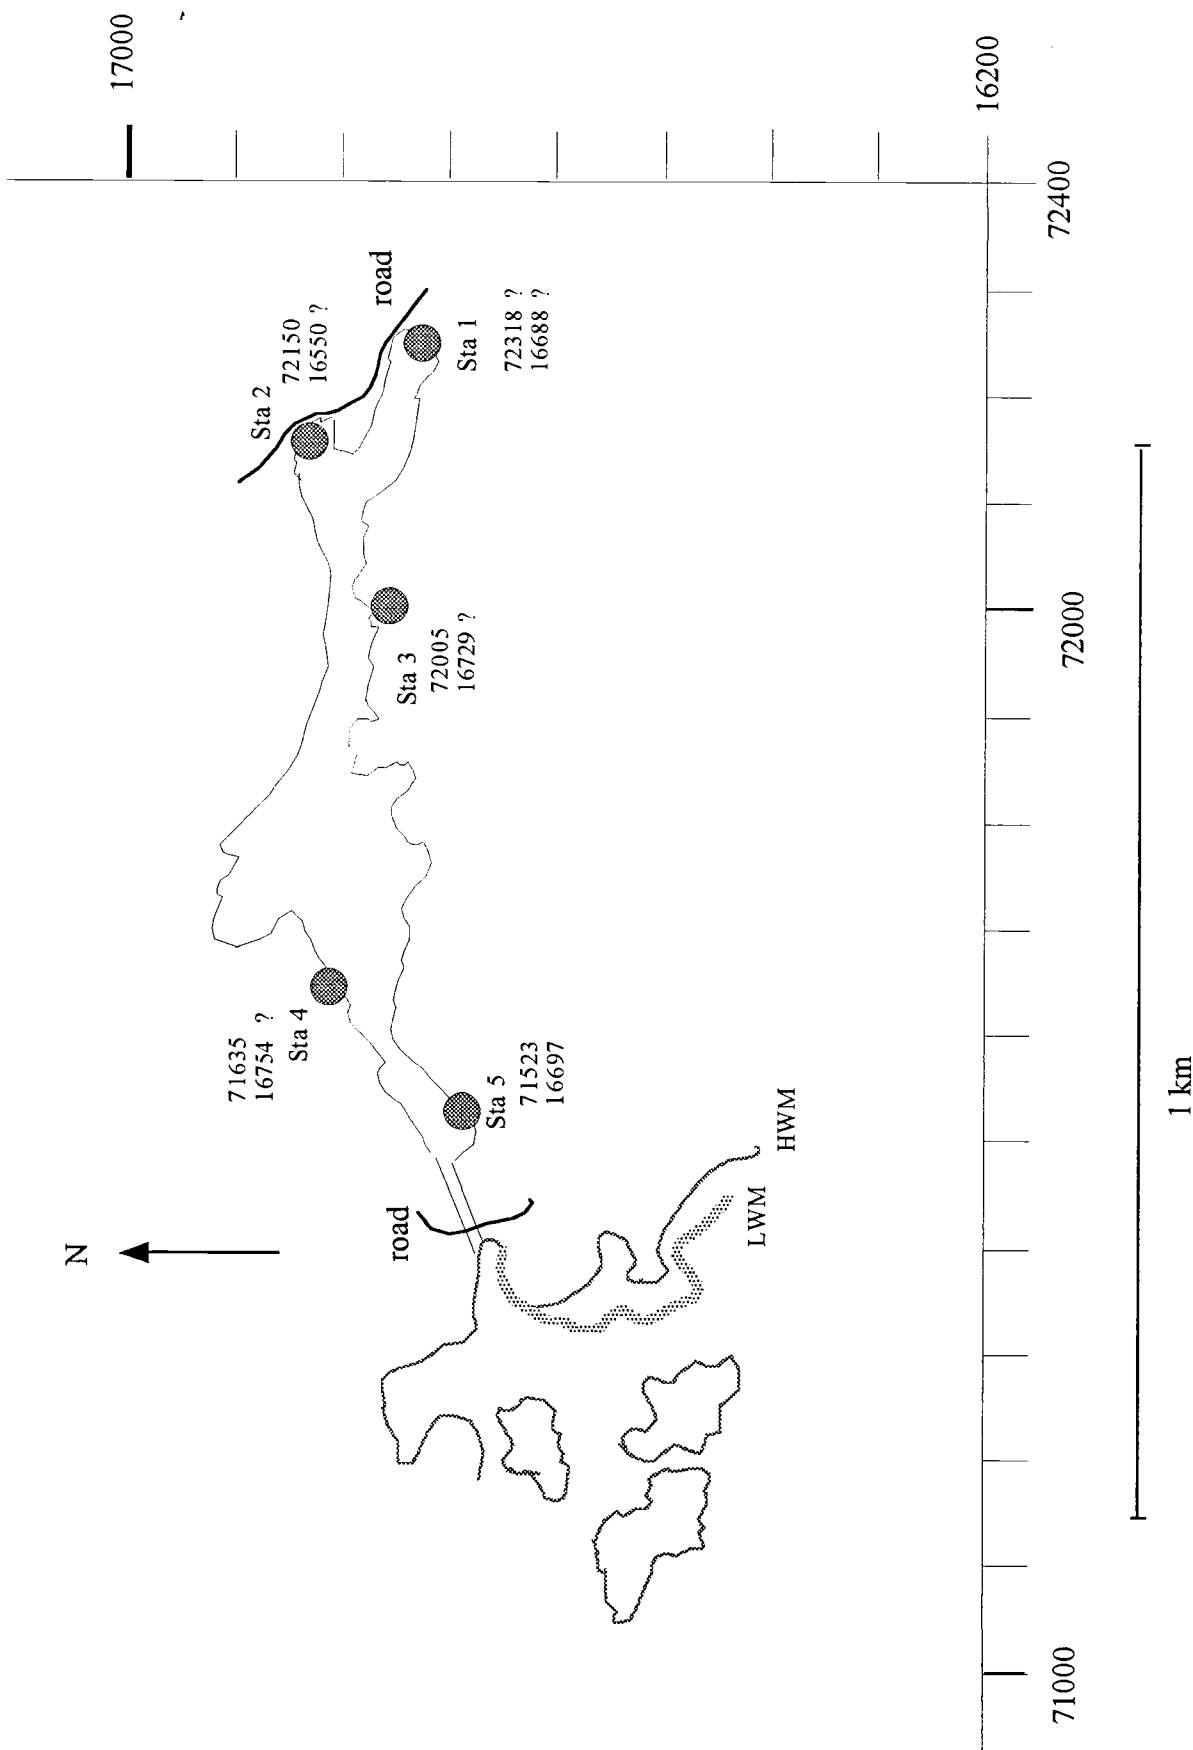 N
17000
16200
72400
72000
71000
road
Sta 2
72150
16550 ?
Sta 1
72318 ?
16688 ?
Sta 3
72005
16729 ?
71635
16754 ?
Sta 4
Sta 5
71523
16697
road
HWM
LWM
1 km